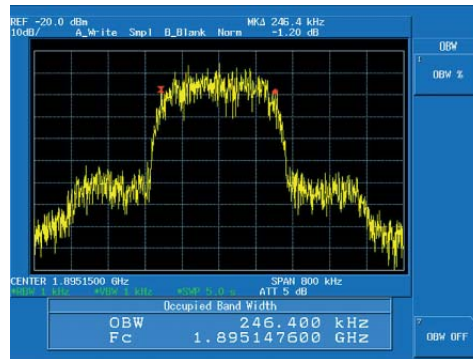 REF -20.0 dBm MKΔ 246.4 kHz
10dB/ A_Write Smpl B_Blank Norm -1.20 dB
OBW
1
OBW %
CENTER 1.8951500 GHz SPAN 800 kHz
*RBW 1 kHz *VBW 1 kHz *SWP 5.0 s ATT 5 dB
Occupied Band Width
OBW 246.400 kHz
Fc 1.895147600 GHz
7
OBW OFF